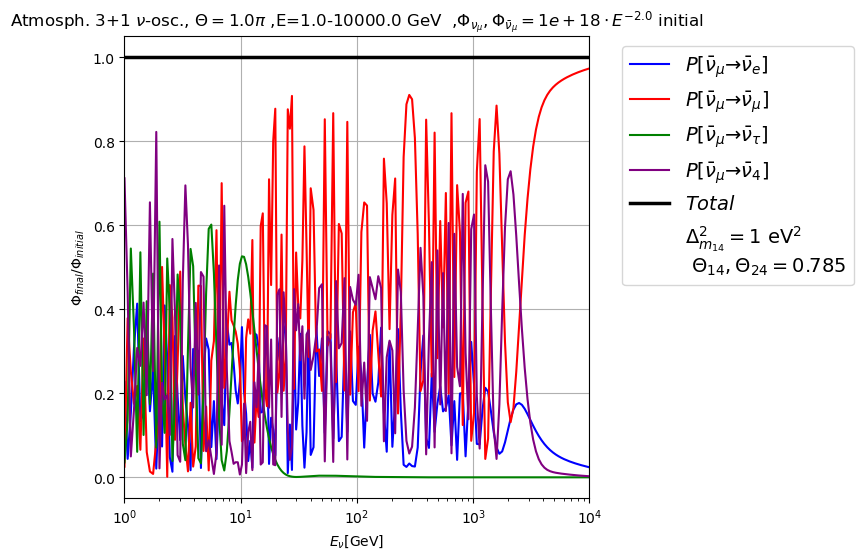 Atmosph. 3+1 ν-osc., Θ = 1.0π ,E=1.0-10000.0 GeV ,Φ_{ν_μ}, Φ_{ν̄_μ} = 1e + 18 · E^{-2.0} initial
Φ_{final}/Φ_{initial}
1.0
0.8
0.6
0.4
0.2
0.0
10^0 10^1 10^2 10^3 10^4
E_ν[GeV]
P[ν̄_μ→ν̄_e]
P[ν̄_μ→ν̄_μ]
P[ν̄_μ→ν̄_τ]
P[ν̄_μ→ν̄_4]
Total
Δ^2_{m_{14}} = 1 eV^2
Θ_{14}, Θ_{24} = 0.785